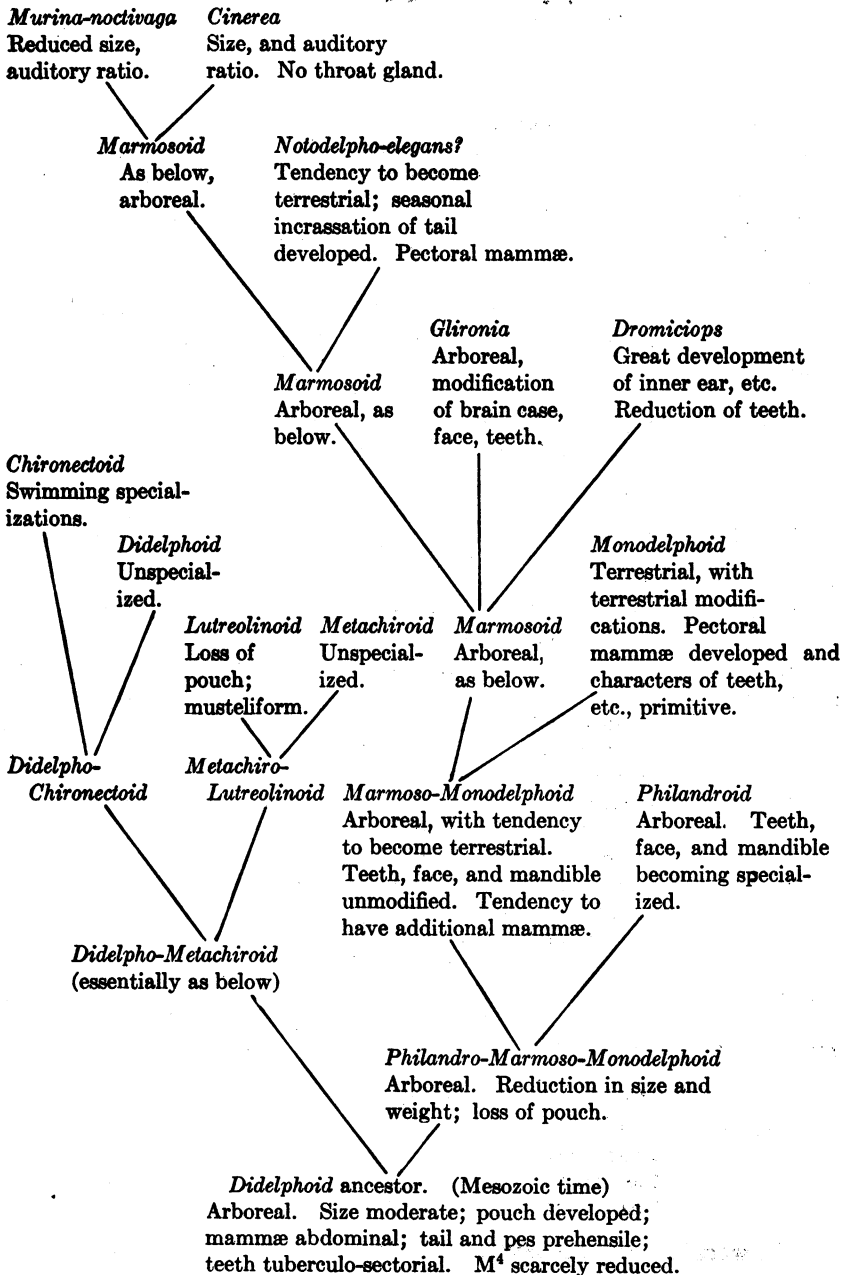 Murina-noctivaga
Reduced size,
auditory ratio.
Cinerea
Size, and auditory
ratio. No throat gland.
Marmosoid
As below,
arboreal.
Notodelpho-elegans?
Tendency to become
terrestrial; seasonal
incrassation of tail
developed. Pectoral mammæ.
Marmosoid
Arboreal, as
below.
Glironia
Arboreal,
modification
of brain case,
face, teeth.
Dromiciops
Great development
of inner ear, etc.
Reduction of teeth.
Chironectoid
Swimming special-
izations.
Didelphoid
Unspecial-
ized.
Lutreolinoid
Loss of
pouch;
musteliform.
Metachiroid
Unspecial-
ized.
Marmosoid
Arboreal,
as below.
Monodelphoid
Terrestrial, with
terrestrial modifi-
cations. Pectoral
mammæ developed and
characters of teeth,
etc., primitive.
Didelpho-
Chironectoid
Metachiro-
Lutreolinoid
Marmoso-Monodelphoid
Arboreal, with tendency
to become terrestrial.
Teeth, face, and mandible
unmodified. Tendency to
have additional mammæ.
Philandroid
Arboreal. Teeth,
face, and mandible
becoming special-
ized.
Didelpho-Metachiroid
(essentially as below)
Philandro-Marmoso-Monodelphoid
Arboreal. Reduction in size and
weight; loss of pouch.
Didelphoid ancestor. (Mesozoic time)
Arboreal. Size moderate; pouch developed;
mammæ abdominal; tail and pes prehensile;
teeth tuberculo-sectorial. M⁴ scarcely reduced.